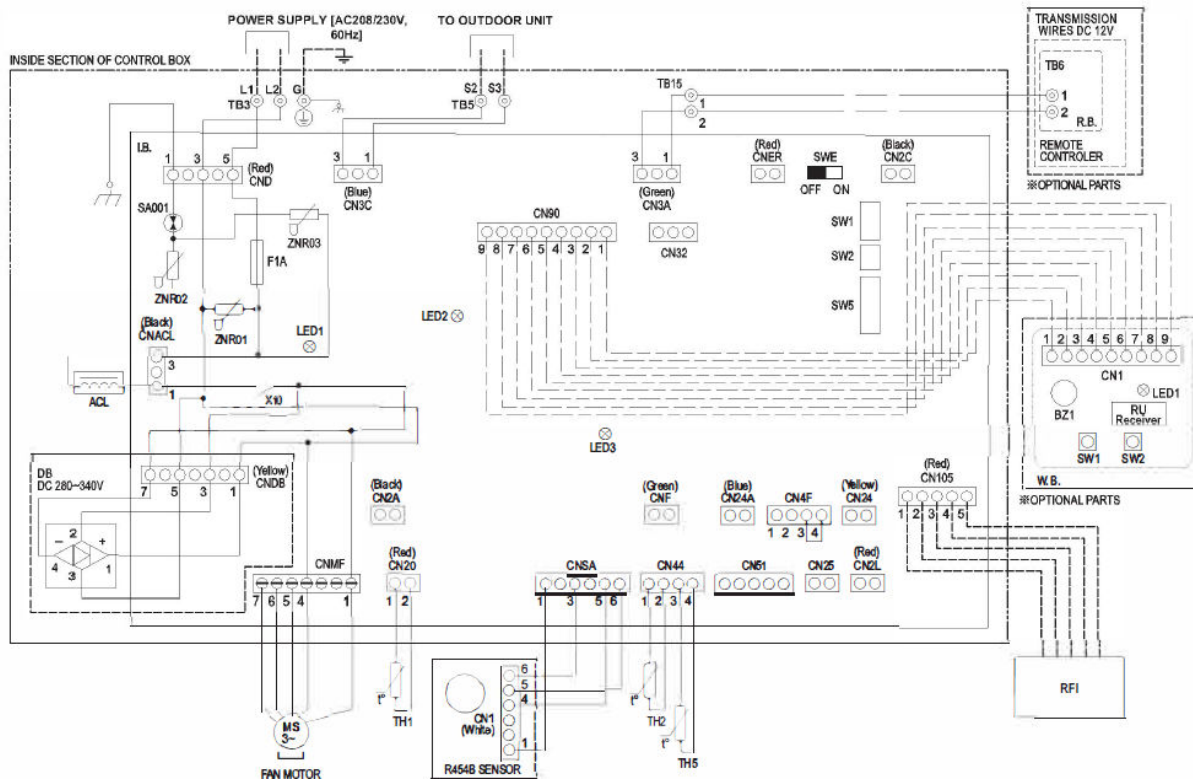 POWER SUPPLY [AC208/230V,
60Hz]
TO OUTDOOR UNIT
TRANSMISSION
WIRES DC 12V
INSIDE SECTION OF CONTROL BOX
TB6
1
2
R.B.
REMOTE
CONTROLER
※OPTIONAL PARTS
L1 L2 G
TB3
S2 S3
TB5
TB15
1
2
I.B.
1 3 5
(Red)
CND
3 1
(Blue)
CN3C
3 1
(Green)
CN3A
(Red)
CNER
SWE
OFF ON
(Black)
CN2C
SA001
ZNR03
ZNR02
F1A
CN90
9 8 7 6 5 4 3 2 1
CN32
SW1
SW2
SW5
(Black)
CNACL
3
1
ZNR01
LED1
LED2
ACL
X10
LED3
1 2 3 4 5 6 7 8 9
CN1
BZ1
LED1
RU
Receiver
SW1 SW2
W.B.
※OPTIONAL PARTS
DB
DC 280~340V
7 5 3 1
(Yellow)
CNDB
2
− +
4 1
3
(Black)
CN2A
(Green)
CNF
(Blue)
CN24A
CN4F
1 2 3 4
(Yellow)
CN24
(Red)
CN105
1 2 3 4 5
CNMF
7 6 5 4 1
(Red)
CN20
1 2
CNSA
1 3 5 6
CN44
1 2 3 4
CN51
CN25
(Red)
CN2L
t°
TH1
6
5
4
1
CN1
(White)
R454B SENSOR
t°
TH2
t°
TH5
RFI
MS
3~
FAN MOTOR